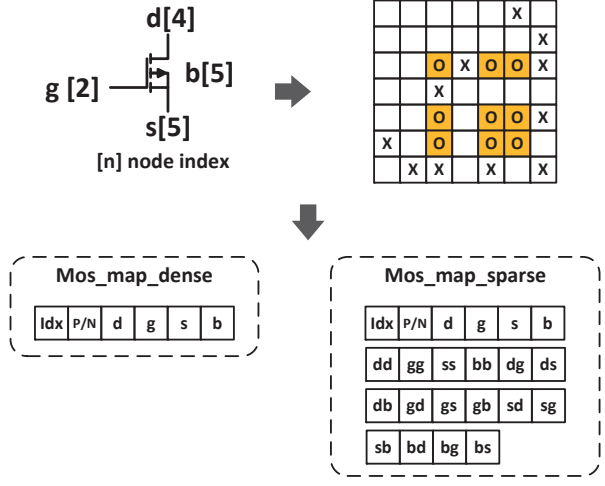 d[4]
g [2]
b[5]
s[5]
[n] node index
X
X
O X O O X
X
O O O X
X O O O
X X X X
Mos_map_dense
Idx P/N d g s b
Mos_map_sparse
Idx P/N d g s b
dd gg ss bb dg ds
db gd gs gb sd sg
sb bd bg bs